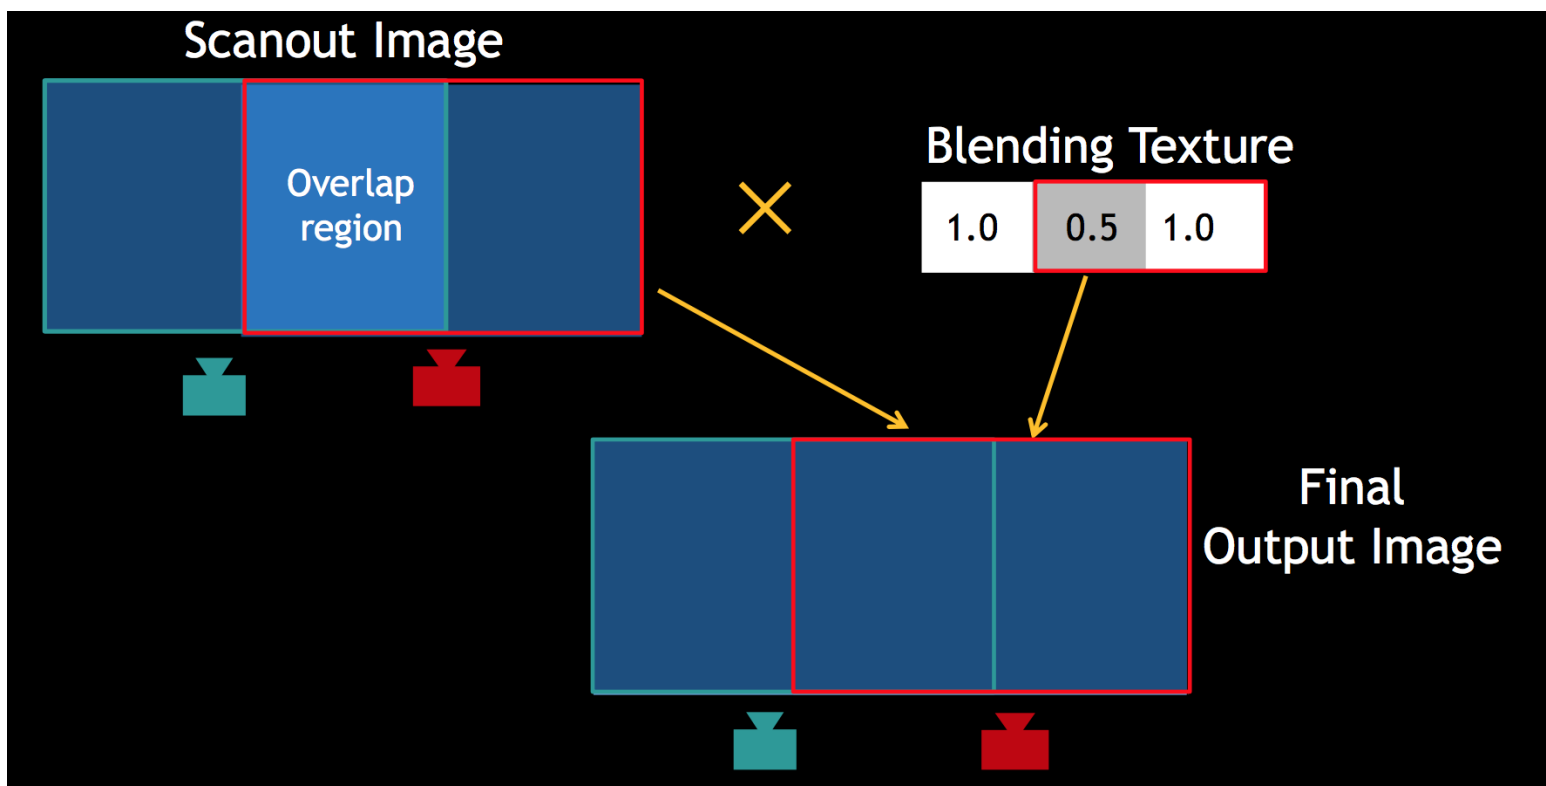 Scanout Image
Overlap
region
Blending Texture
1.0 0.5 1.0
Final
Output Image